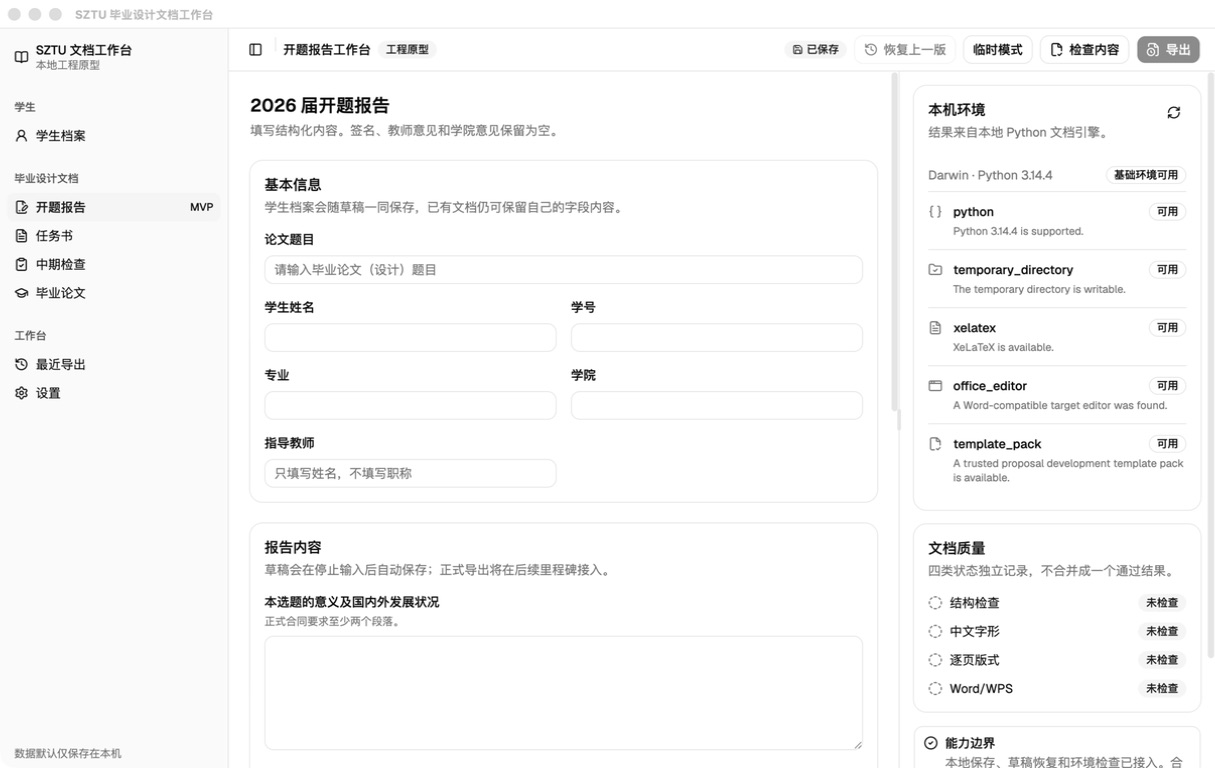 SZTU 毕业设计文档工作台
SZTU 文档工作台
本地工程原型
学生
学生档案
毕业设计文档
开题报告 MVP
任务书
中期检查
毕业论文
工作台
最近导出
设置
数据默认仅保存在本机
开题报告工作台 工程原型 已保存 恢复上一版 临时模式 检查内容 导出
2026 届开题报告
填写结构化内容。签名、教师意见和学院意见保留为空。
基本信息
学生档案会随草稿一同保存，已有文档仍可保留自己的字段内容。
论文题目
请输入毕业论文（设计）题目
学生姓名 学号
专业 学院
指导教师
只填写姓名，不填写职称
报告内容
草稿会在停止输入后自动保存；正式导出将在后续里程碑接入。
本选题的意义及国内外发展状况
正式合同要求至少两个段落。
本机环境
结果来自本地 Python 文档引擎。
Darwin · Python 3.14.4 基础环境可用
python 可用
Python 3.14.4 is supported.
temporary_directory 可用
The temporary directory is writable.
xelatex 可用
XeLaTeX is available.
office_editor 可用
A Word-compatible target editor was found.
template_pack 可用
A trusted proposal development template pack
is available.
文档质量
四类状态独立记录，不合并成一个通过结果。
结构检查 未检查
中文字形 未检查
逐页版式 未检查
Word/WPS 未检查
能力边界
本地保存、草稿恢复和环境检查已接入。合